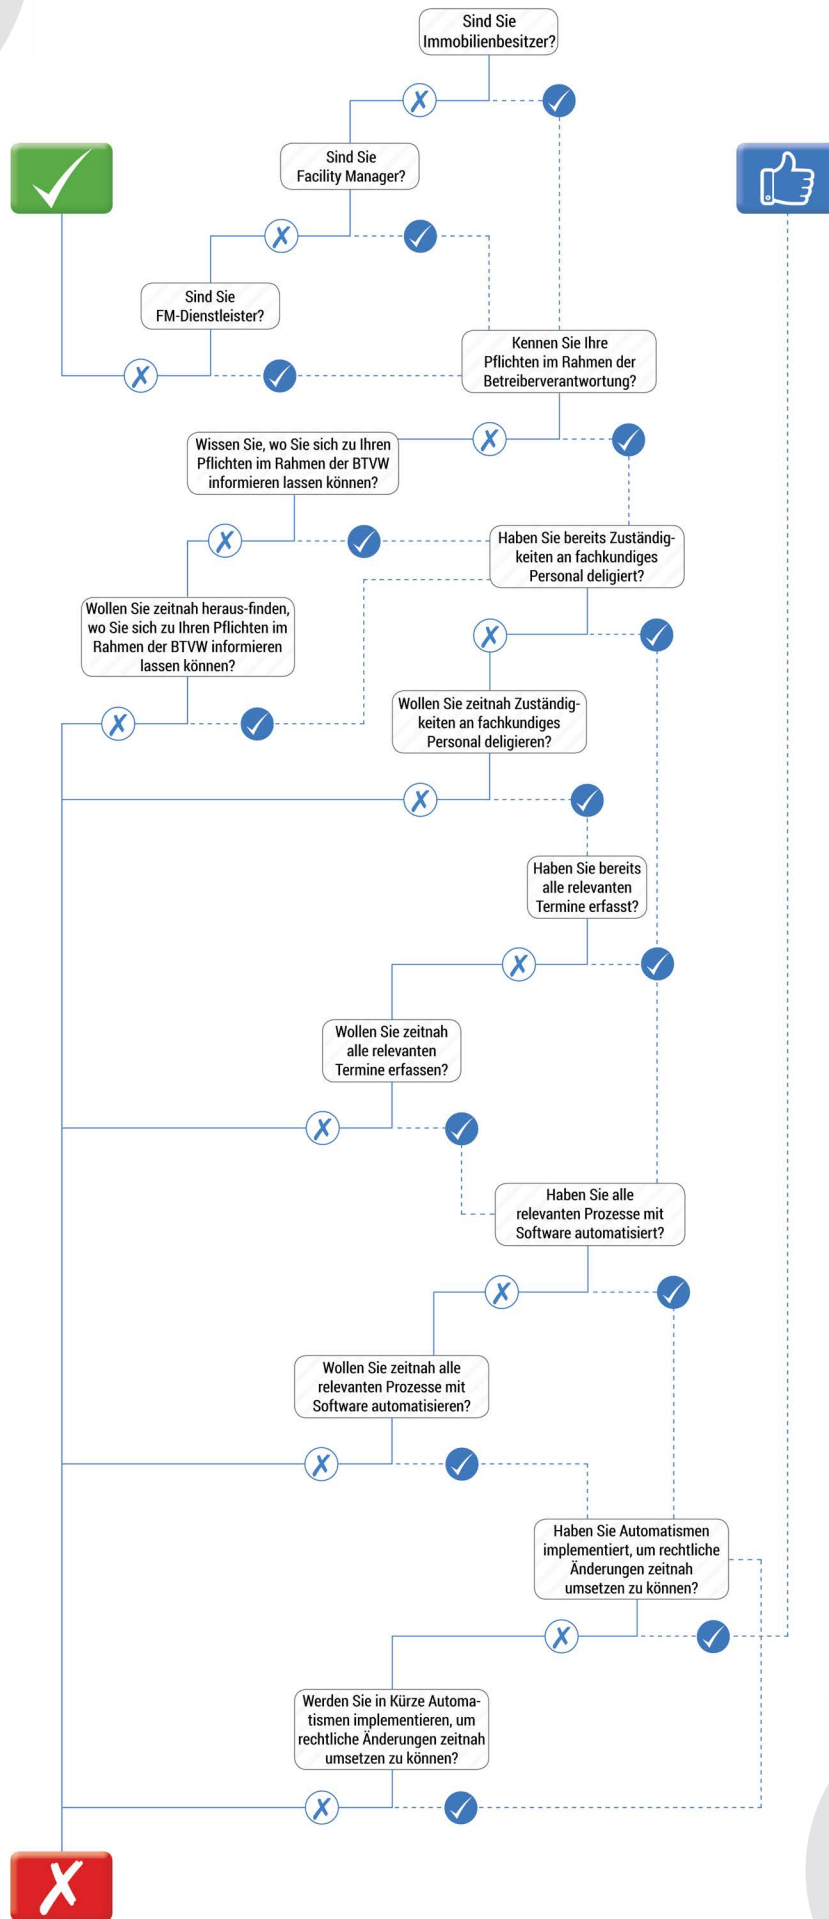 Sind Sie
Immobilienbesitzer?
Sind Sie
Facility Manager?
Sind Sie
FM-Dienstleister?
Kennen Sie Ihre
Pflichten im Rahmen der
Betreiberverantwortung?
Wissen Sie, wo Sie sich zu Ihren
Pflichten im Rahmen der BTVW
informieren lassen können?
Haben Sie bereits Zuständig-
keiten an fachkundiges
Personal deligiert?
Wollen Sie zeitnah heraus-finden,
wo Sie sich zu Ihren Pflichten im
Rahmen der BTVW informieren
lassen können?
Wollen Sie zeitnah Zuständig-
keiten an fachkundiges
Personal deligieren?
Haben Sie bereits
alle relevanten
Termine erfasst?
Wollen Sie zeitnah
alle relevanten
Termine erfassen?
Haben Sie alle
relevanten Prozesse mit
Software automatisiert?
Wollen Sie zeitnah alle
relevanten Prozesse mit
Software automatisieren?
Haben Sie Automatismen
implementiert, um rechtliche
Änderungen zeitnah
umsetzen zu können?
Werden Sie in Kürze Automa-
tismen implementieren, um
rechtliche Änderungen zeitnah
umsetzen zu können?